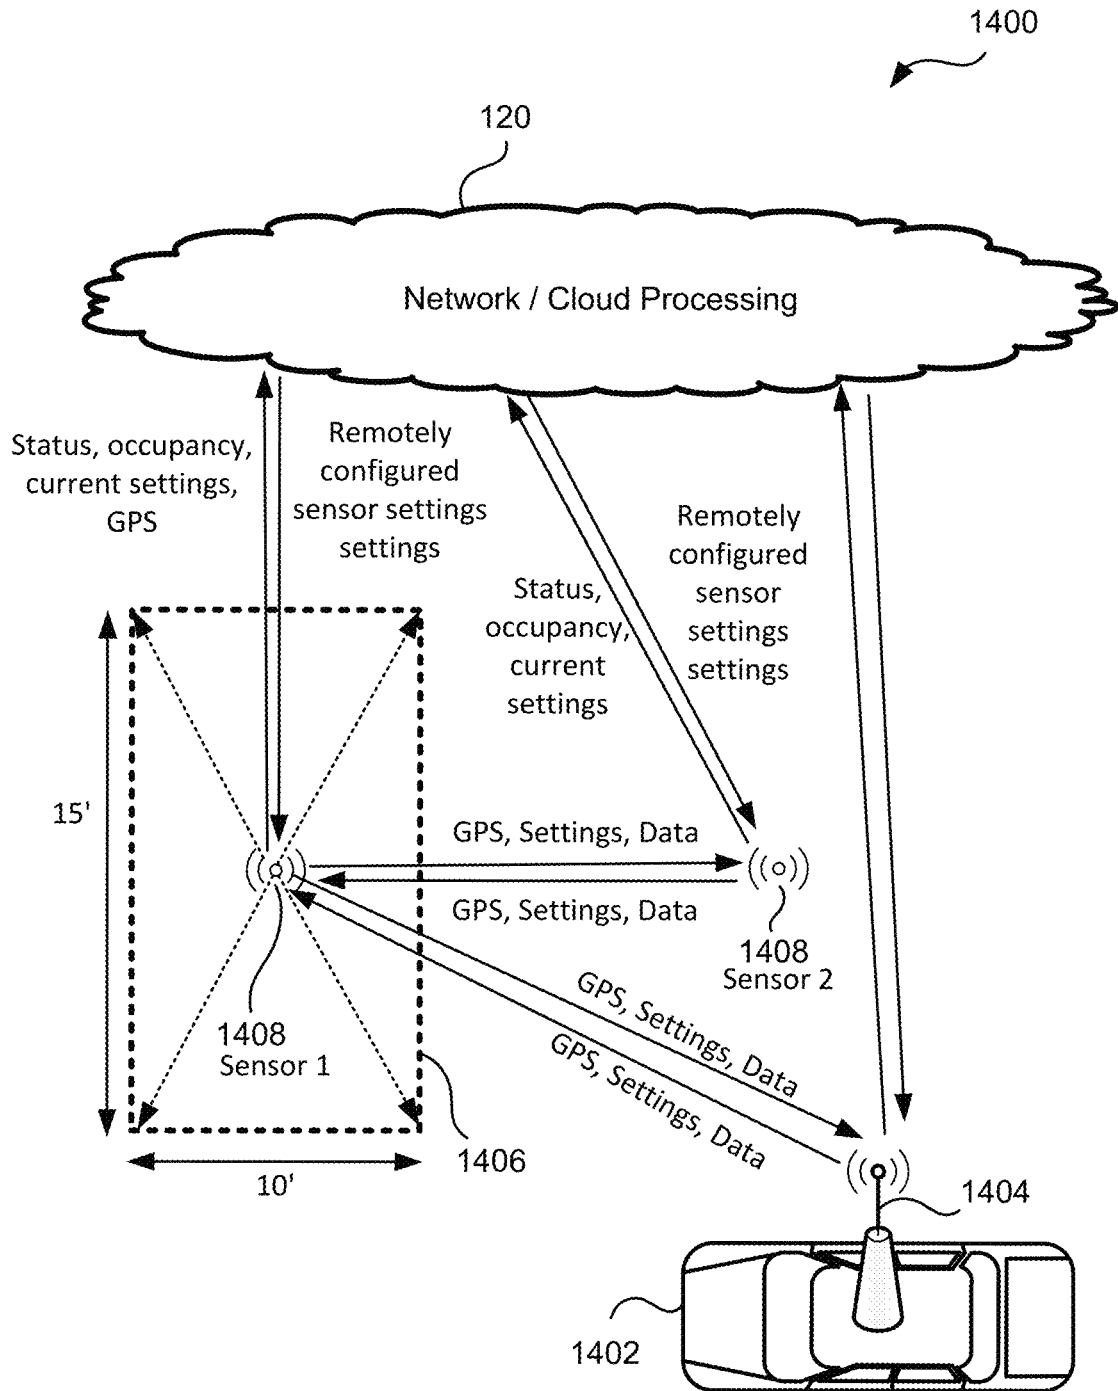 1400
120
Network / Cloud Processing
Status, occupancy,
current settings,
GPS
Remotely
configured
sensor settings
settings
Status,
occupancy,
current
settings
Remotely
configured
sensor
settings
settings
15'
GPS, Settings, Data
GPS, Settings, Data
1408
Sensor 2
GPS, Settings, Data
GPS, Settings, Data
1408
Sensor 1
1406
10'
1404
1402